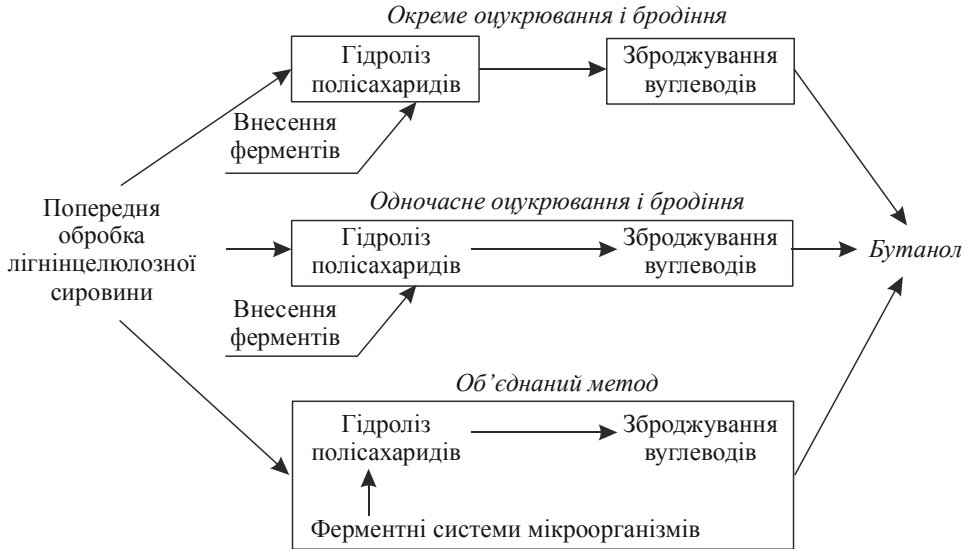 Окреме оцукрювання і бродіння
Гідроліз
полісахаридів
Зброджування
вуглеводів
Внесення
ферментів
Попередня
обробка
лігнінцелюлозної
сировини
Одночасне оцукрювання і бродіння
Гідроліз
полісахаридів
Зброджування
вуглеводів
Бутанол
Внесення
ферментів
Об’єднаний метод
Гідроліз
полісахаридів
Зброджування
вуглеводів
Ферментні системи мікроорганізмів